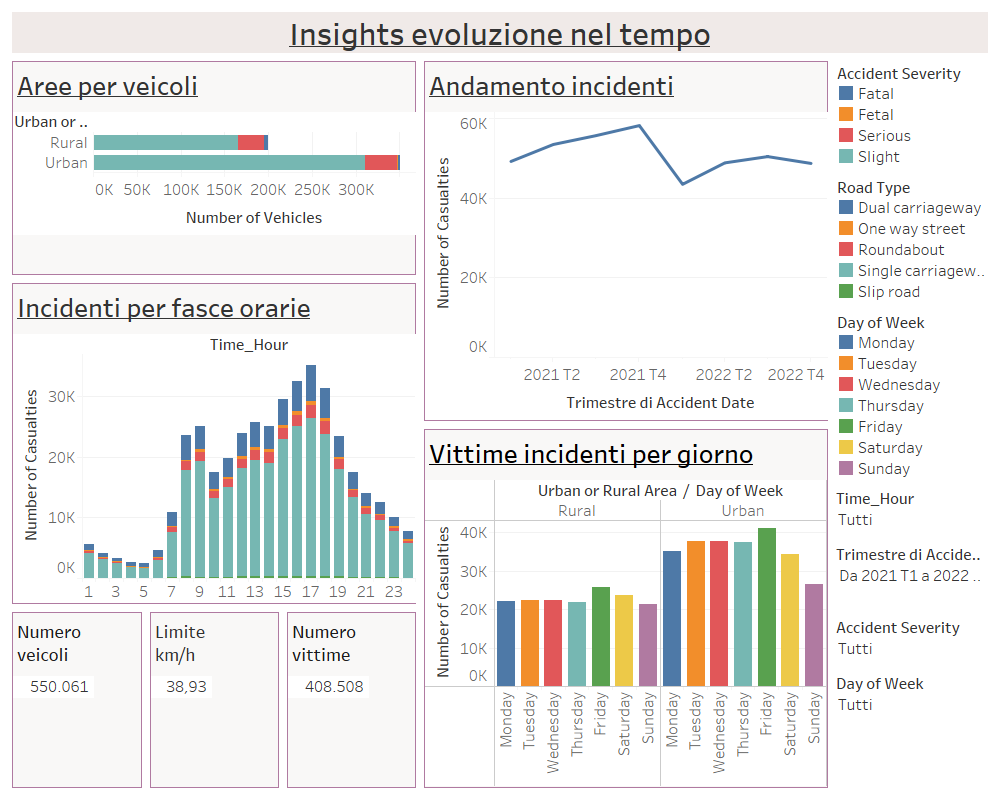 Insights evoluzione nel tempo
Aree per veicoli
Urban or ..
Rural
Urban
0K 50K 100K 150K 200K 250K 300K
Number of Vehicles
Incidenti per fasce orarie
Time_Hour
Number of Casualties
30K
20K
10K
0K
1 3 5 7 9 11 13 15 17 19 21 23
Numero
veicoli
550.061
Limite
km/h
38,93
Numero
vittime
408.508
Andamento incidenti
Number of Casualties
60K
40K
20K
0K
2021 T2 2021 T4 2022 T2 2022 T4
Trimestre di Accident Date
Vittime incidenti per giorno
Urban or Rural Area / Day of Week
Rural Urban
Number of Casualties
40K
30K
20K
10K
0K
Monday Tuesday Wednesday Thursday Friday Saturday Sunday Monday Tuesday Wednesday Thursday Friday Saturday Sunday
Accident Severity
Fatal
Fetal
Serious
Slight
Road Type
Dual carriageway
One way street
Roundabout
Single carriagew..
Slip road
Day of Week
Monday
Tuesday
Wednesday
Thursday
Friday
Saturday
Sunday
Time_Hour
Tutti
Trimestre di Accide..
Da 2021 T1 a 2022 ..
Accident Severity
Tutti
Day of Week
Tutti